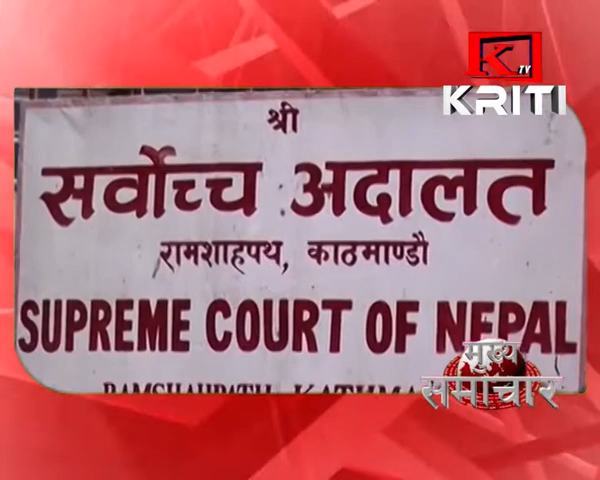 TV
KRITI
श्री
सर्वोच्च अदालत
रामशाहपथ, काठमाण्डौ
SUPREME COURT OF NEPAL
मुख्य
समाचार